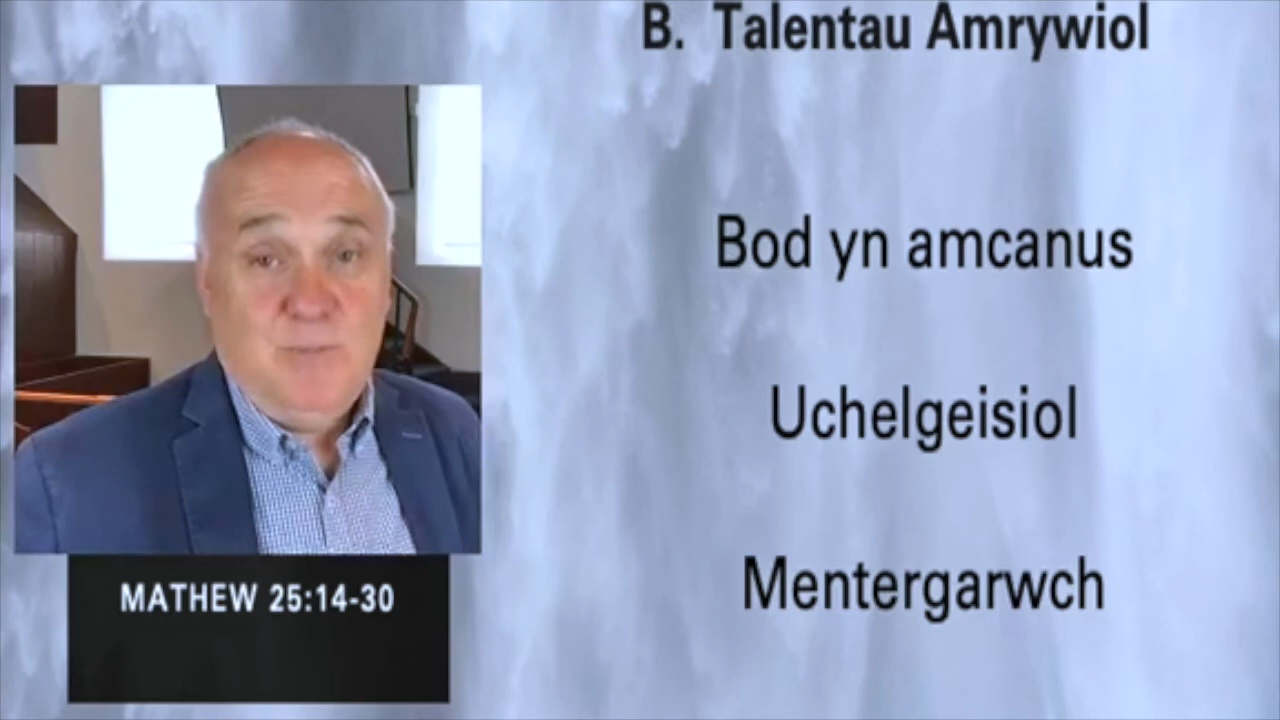 B. Talentau Amrywiol
Bod yn amcanus
Uchelgeisiol
Mentergarwch
MATHEW 25:14-30